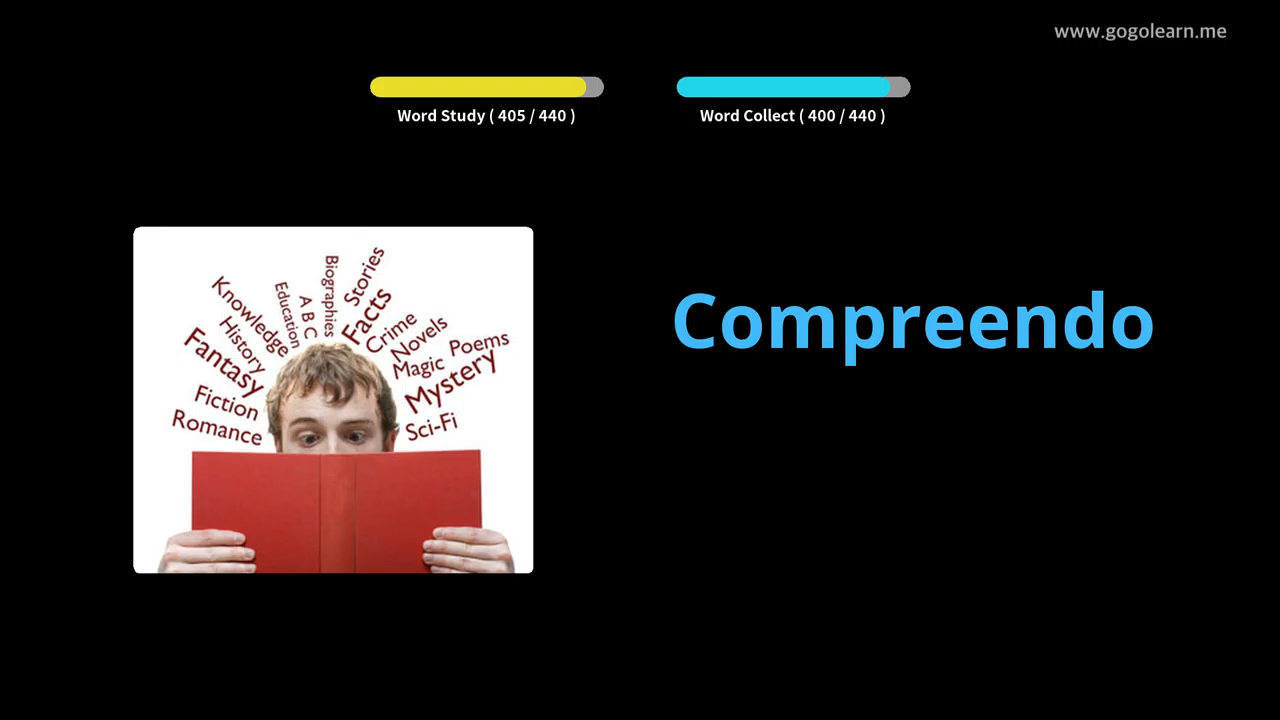 www.gogolearn.me
Word Study ( 405 / 440 )
Word Collect ( 400 / 440 )
Knowledge
Education
A B C
Biographies
Stories
Facts
Crime
Novels
Poems
History
Fantasy
Magic
Mystery
Fiction
Romance
Sci-Fi
Compreendo